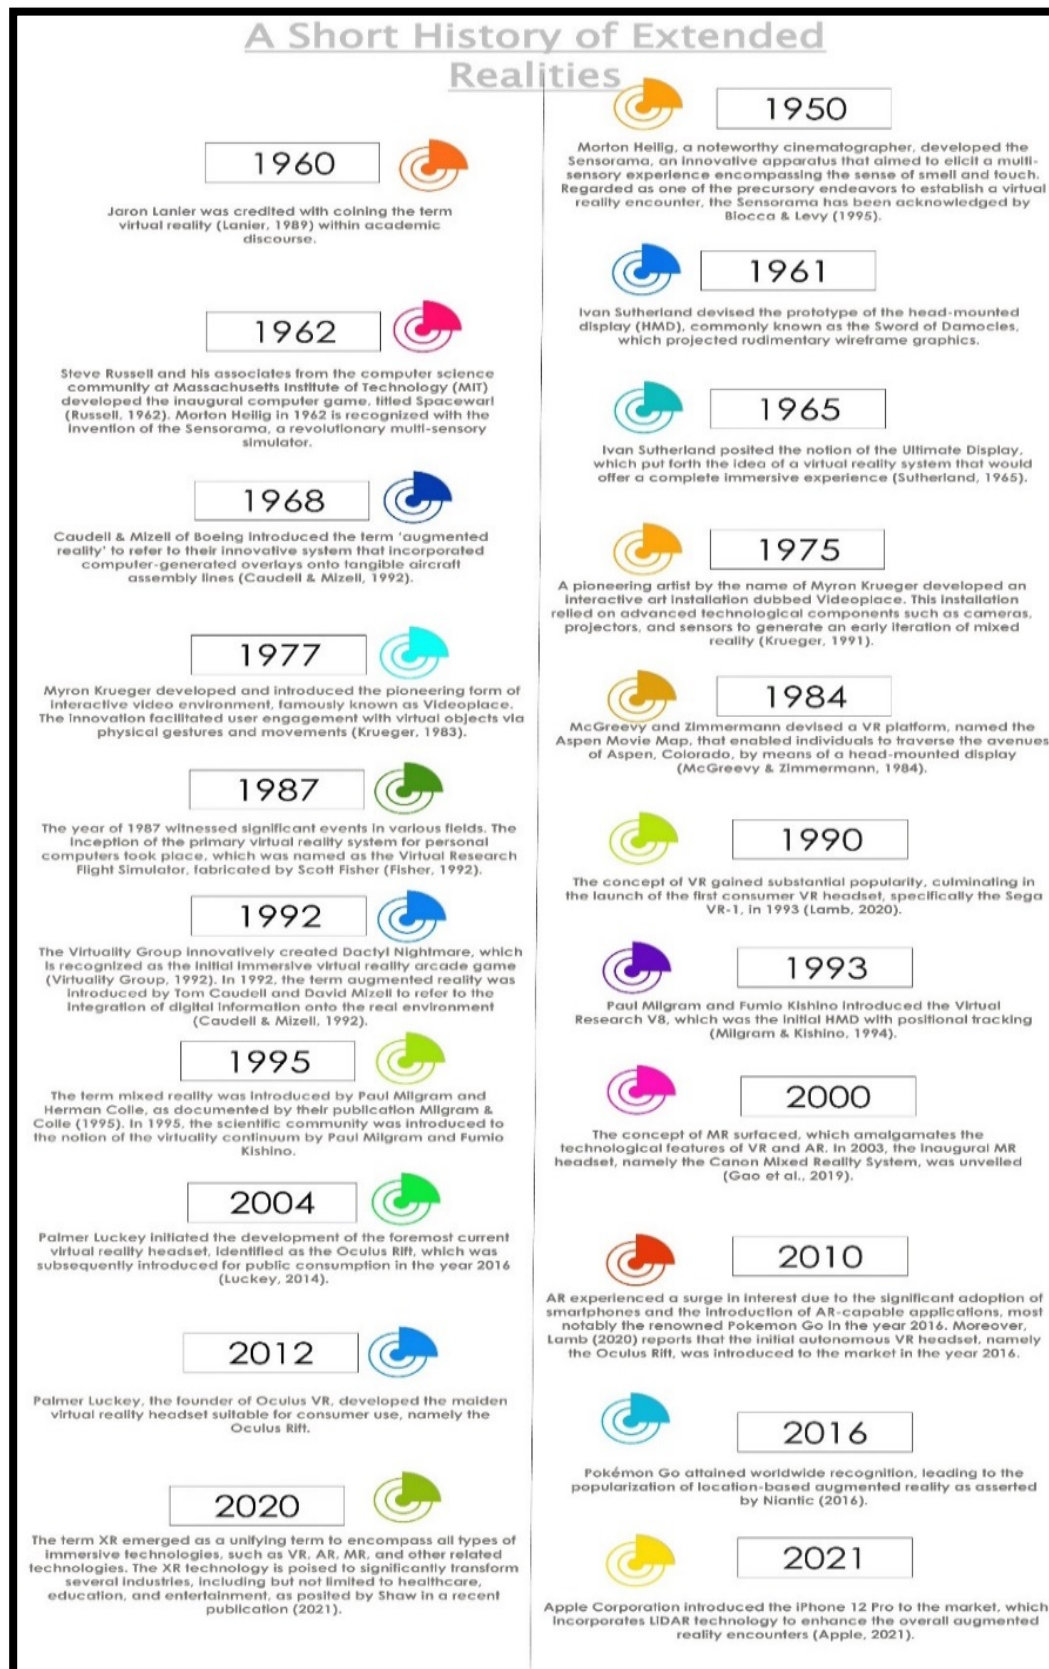 A Short History of Extended
Realities
1950
Morton Heilig, a noteworthy cinematographer, developed the
Sensorama, an innovative apparatus that aimed to elicit a multi-
sensory experience encompassing the sense of smell and touch.
Regarded as one of the precursory endeavors to establish a virtual
reality encounter, the Sensorama has been acknowledged by
Biocca & Levy (1995).
1960
Jaron Lanier was credited with coining the term
virtual reality (Lanier, 1989) within academic
discourse.
1961
Ivan Sutherland devised the prototype of the head-mounted
display (HMD), commonly known as the Sword of Damocles,
which projected rudimentary wireframe graphics.
1962
Steve Russell and his associates from the computer science
community at Massachusetts Institute of Technology (MIT)
developed the inaugural computer game, titled Spacewar!
(Russell, 1962). Morton Heilig in 1962 is recognized with the
invention of the Sensorama, a revolutionary multi-sensory
simulator.
1965
Ivan Sutherland posited the notion of the Ultimate Display,
which put forth the idea of a virtual reality system that would
offer a complete immersive experience (Sutherland, 1965).
1968
Caudell & Mizell of Boeing introduced the term 'augmented
reality' to refer to their innovative system that incorporated
computer-generated overlays onto tangible aircraft
assembly lines (Caudell & Mizell, 1992).
1975
A pioneering artist by the name of Myron Krueger developed an
interactive art installation dubbed Videoplace. This installation
relied on advanced technological components such as cameras,
projectors, and sensors to generate an early iteration of mixed
reality (Krueger, 1991).
1977
Myron Krueger developed and introduced the pioneering form of
interactive video environment, famously known as Videoplace.
The innovation facilitated user engagement with virtual objects via
physical gestures and movements (Krueger, 1983).
1984
McGreevy and Zimmermann devised a VR platform, named the
Aspen Movie Map, that enabled individuals to traverse the avenues
of Aspen, Colorado, by means of a head-mounted display
(McGreevy & Zimmermann, 1984).
1987
The year of 1987 witnessed significant events in various fields. The
inception of the primary virtual reality system for personal
computers took place, which was named as the Virtual Research
Flight Simulator, fabricated by Scott Fisher (Fisher, 1992).
1990
The concept of VR gained substantial popularity, culminating in
the launch of the first consumer VR headset, specifically the Sega
VR-1, in 1993 (Lamb, 2020).
1992
The Virtuality Group innovatively created Dactyl Nightmare, which
is recognized as the initial immersive virtual reality arcade game
(Virtuality Group, 1992). In 1992, the term augmented reality was
introduced by Tom Caudell and David Mizell to refer to the
integration of digital information onto the real environment
(Caudell & Mizell, 1992).
1993
Paul Milgram and Fumio Kishino introduced the Virtual
Research V8, which was the initial HMD with positional tracking
(Milgram & Kishino, 1994).
1995
The term mixed reality was introduced by Paul Milgram and
Herman Colle, as documented by their publication Milgram &
Colle (1995). In 1995, the scientific community was introduced to
the notion of the virtuality continuum by Paul Milgram and Fumio
Kishino.
2000
The concept of MR surfaced, which amalgamates the
technological features of VR and AR. In 2003, the inaugural MR
headset, namely the Canon Mixed Reality System, was unveiled
(Gao et al., 2019).
2004
Palmer Luckey initiated the development of the foremost current
virtual reality headset, identified as the Oculus Rift, which was
subsequently introduced for public consumption in the year 2016
(Luckey, 2014).
2010
AR experienced a surge in interest due to the significant adoption of
smartphones and the introduction of AR-capable applications, most
notably the renowned Pokemon Go in the year 2016. Moreover,
Lamb (2020) reports that the initial autonomous VR headset, namely
the Oculus Rift, was introduced to the market in the year 2016.
2012
Palmer Luckey, the founder of Oculus VR, developed the maiden
virtual reality headset suitable for consumer use, namely the
Oculus Rift.
2016
Pokémon Go attained worldwide recognition, leading to the
popularization of location-based augmented reality as asserted
by Niantic (2016).
2020
The term XR emerged as a unifying term to encompass all types of
immersive technologies, such as VR, AR, MR, and other related
technologies. The XR technology is poised to significantly transform
several industries, including but not limited to healthcare,
education, and entertainment, as posited by Shaw in a recent
publication (2021).
2021
Apple Corporation introduced the iPhone 12 Pro to the market, which
incorporates LiDAR technology to enhance the overall augmented
reality encounters (Apple, 2021).